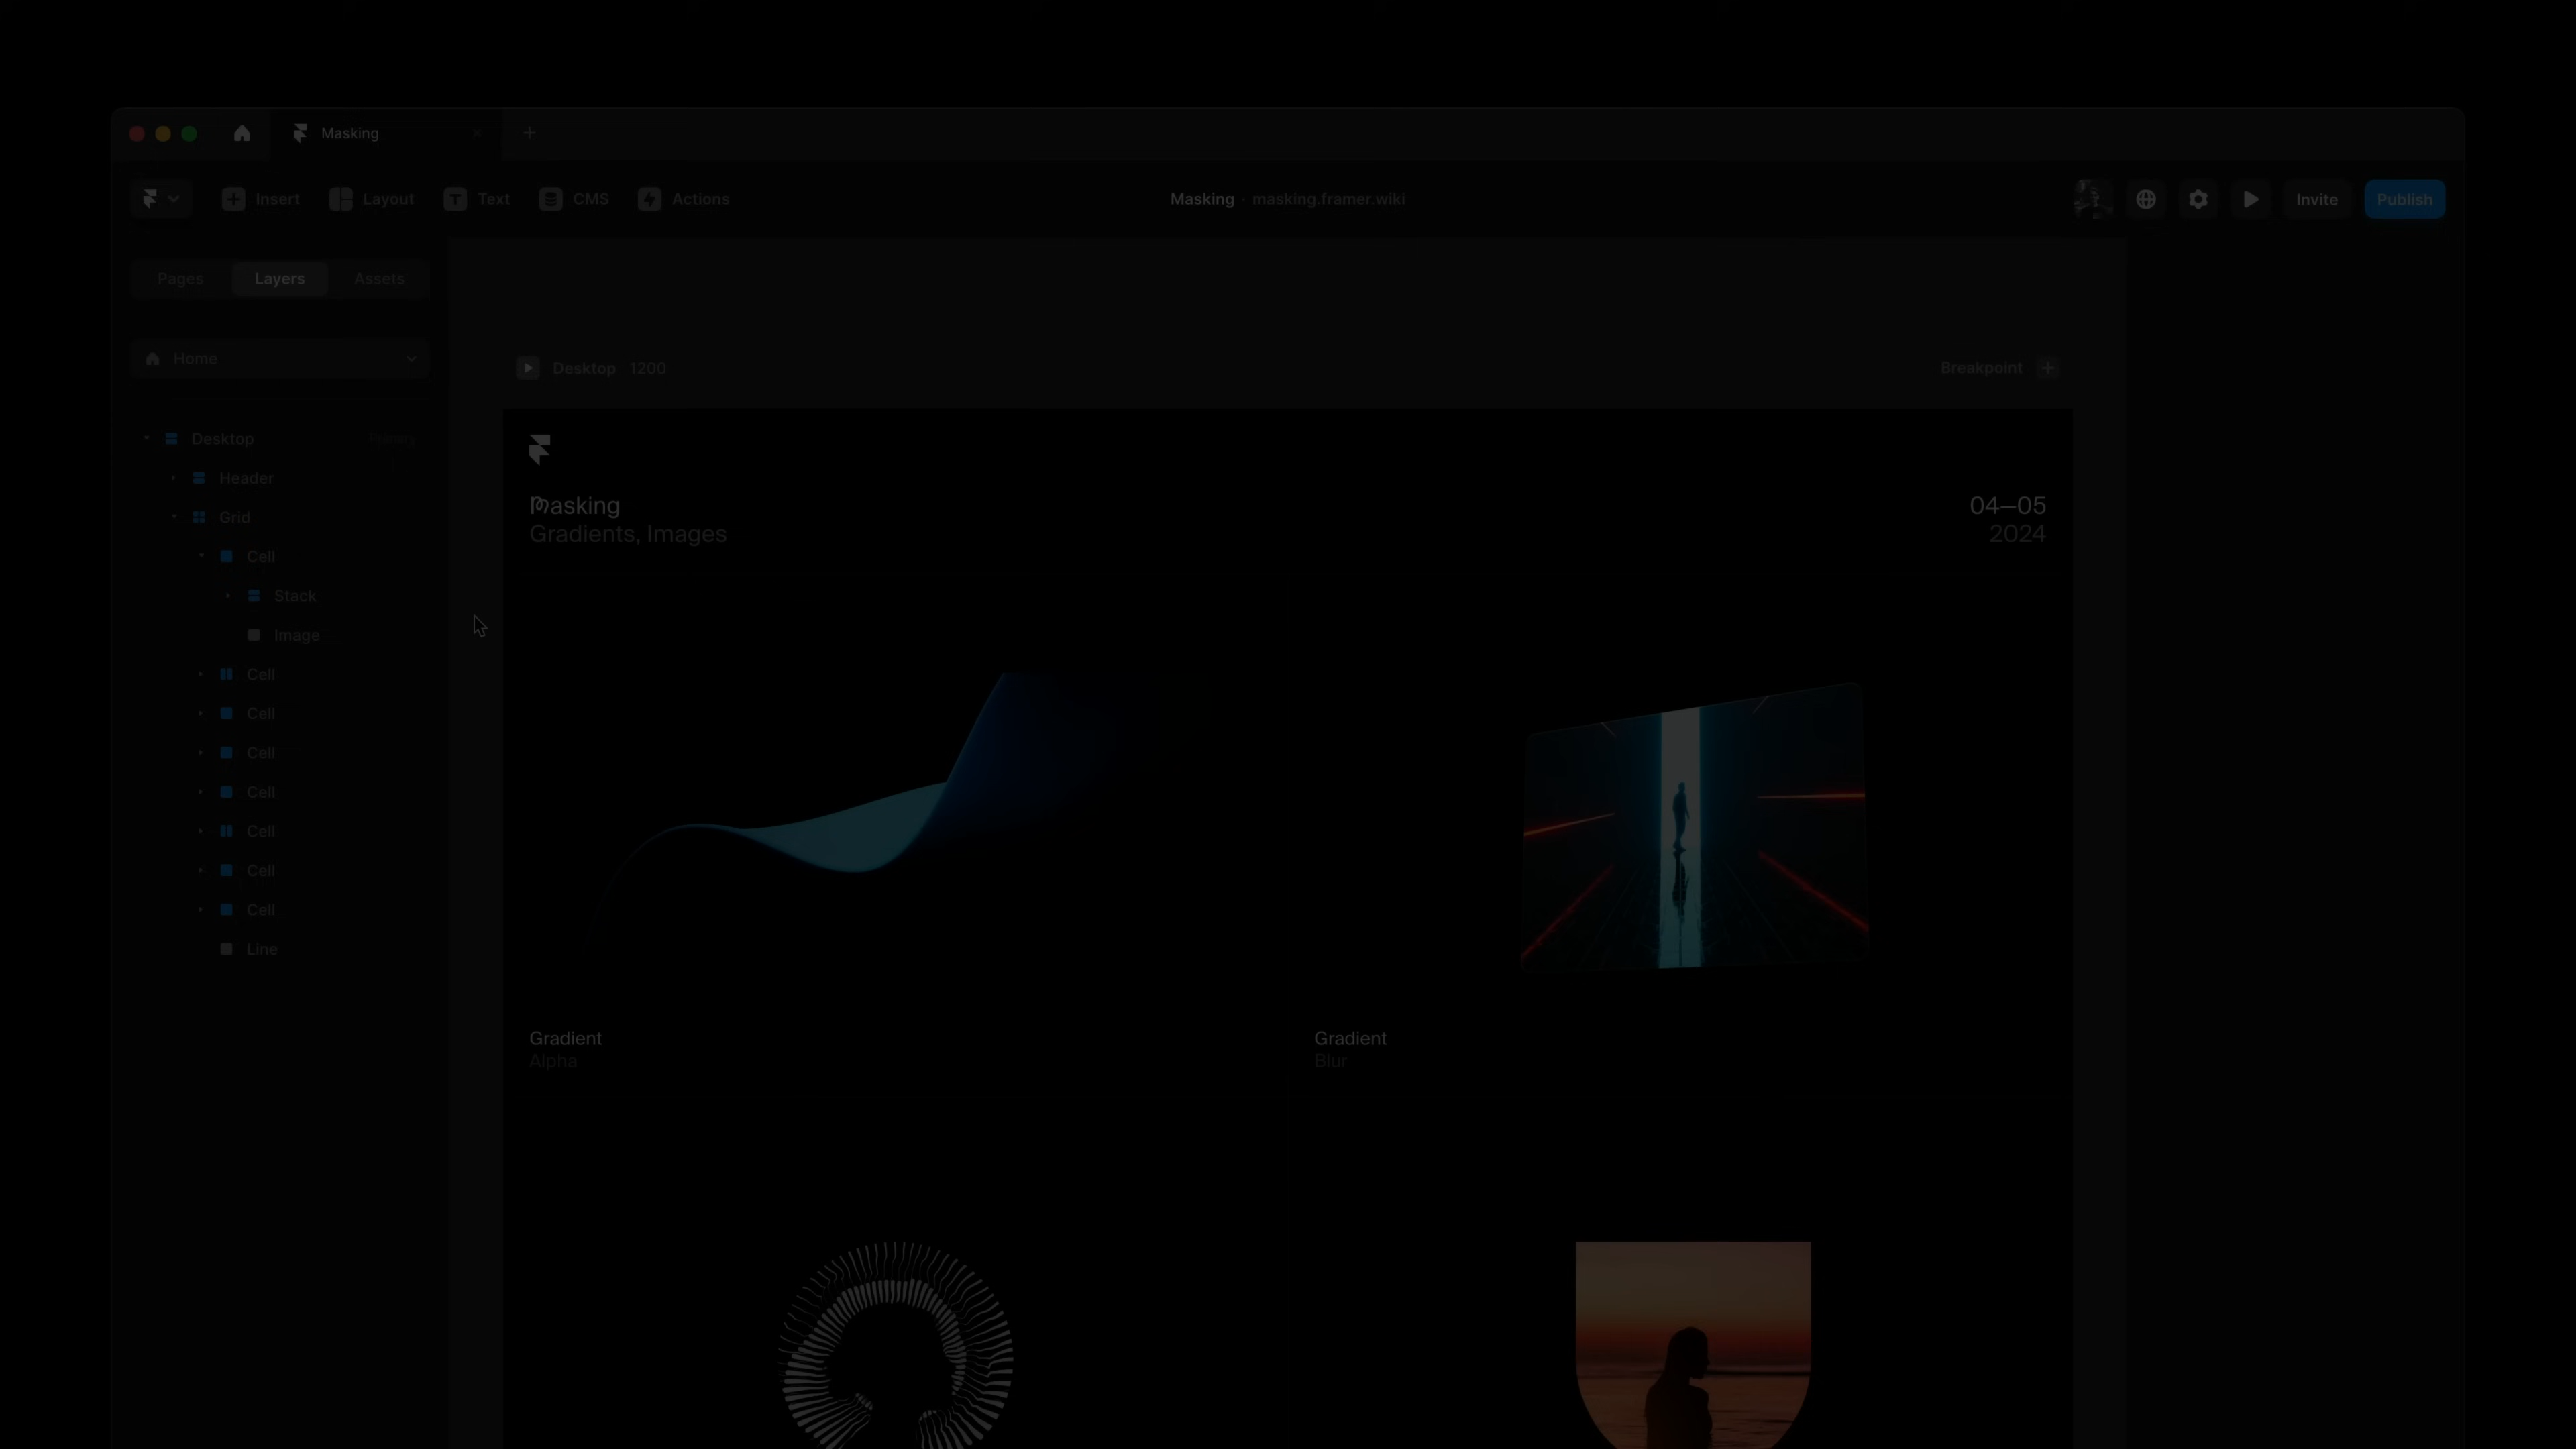 Masking
Insert
Layout
Text
CMS
Actions
Masking · masking.framer.wiki
Invite
Publish
Pages
Layers
Assets
Home
Desktop 1200
Breakpoint
Desktop
Primary
Header
Grid
Cell
Stack
Image
Cell
Cell
Cell
Cell
Cell
Cell
Cell
Line
Masking
Gradients, Images
04—05
2024
Gradient
Alpha
Gradient
Blur